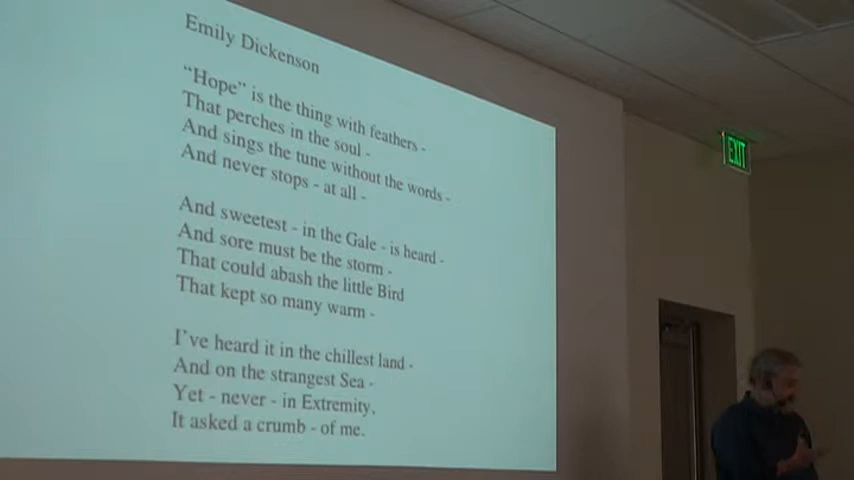 Emily Dickenson
“Hope” is the thing with feathers -
That perches in the soul -
And sings the tune without the words -
And never stops - at all -
And sweetest - in the Gale - is heard -
And sore must be the storm -
That could abash the little Bird
That kept so many warm -
I’ve heard it in the chillest land -
And on the strangest Sea -
Yet - never - in Extremity,
It asked a crumb - of me.
EXIT